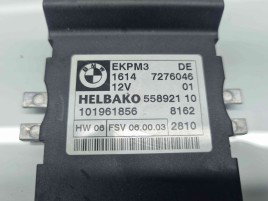 EKPM3 DE
1614 7276046
12V 01
HELBAKO 558921 10
101961856 8162
HW 06 FSV 06.00.03 2810